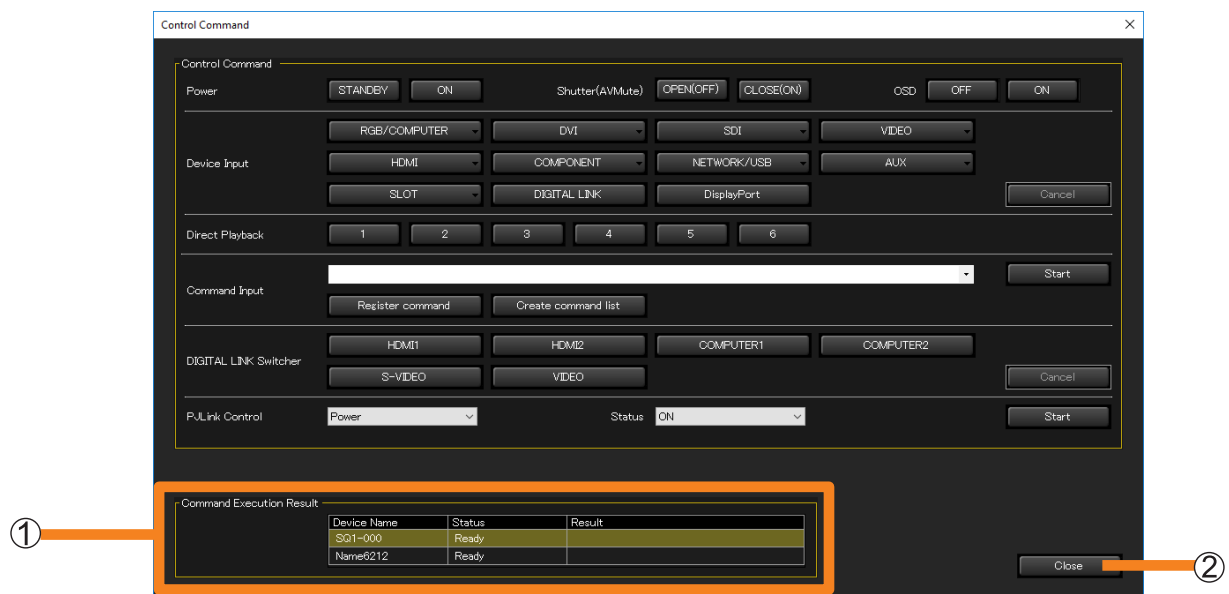 Control Command
Control Command
Power STANDBY ON Shutter(AVMute) OPEN(OFF) CLOSE(ON) OSD OFF ON
RGB/COMPUTER DVI SDI VIDEO
Device Input HDMI COMPONENT NETWORK/USB AUX
SLOT DIGITAL LINK DisplayPort Cancel
Direct Playback 1 2 3 4 5 6
Start
Command Input
Register command Create command list
HDMI1 HDMI2 COMPUTER1 COMPUTER2
DIGITAL LINK Switcher
S-VIDEO VIDEO Cancel
PJLink Control Power Status ON Start
Command Execution Result
Device Name Status Result
① SQ1-000 Ready
Name6212 Ready
Close ②